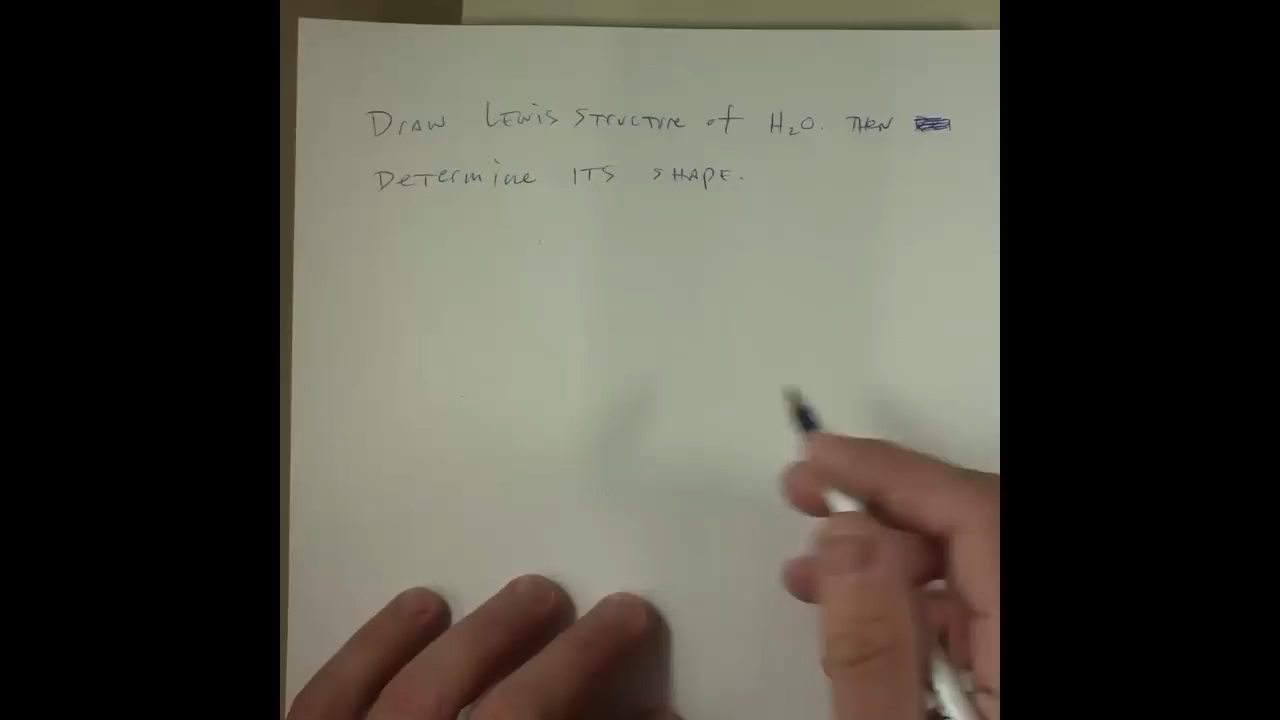 Draw Lewis Structure of H₂O. Then
Determine its shape.